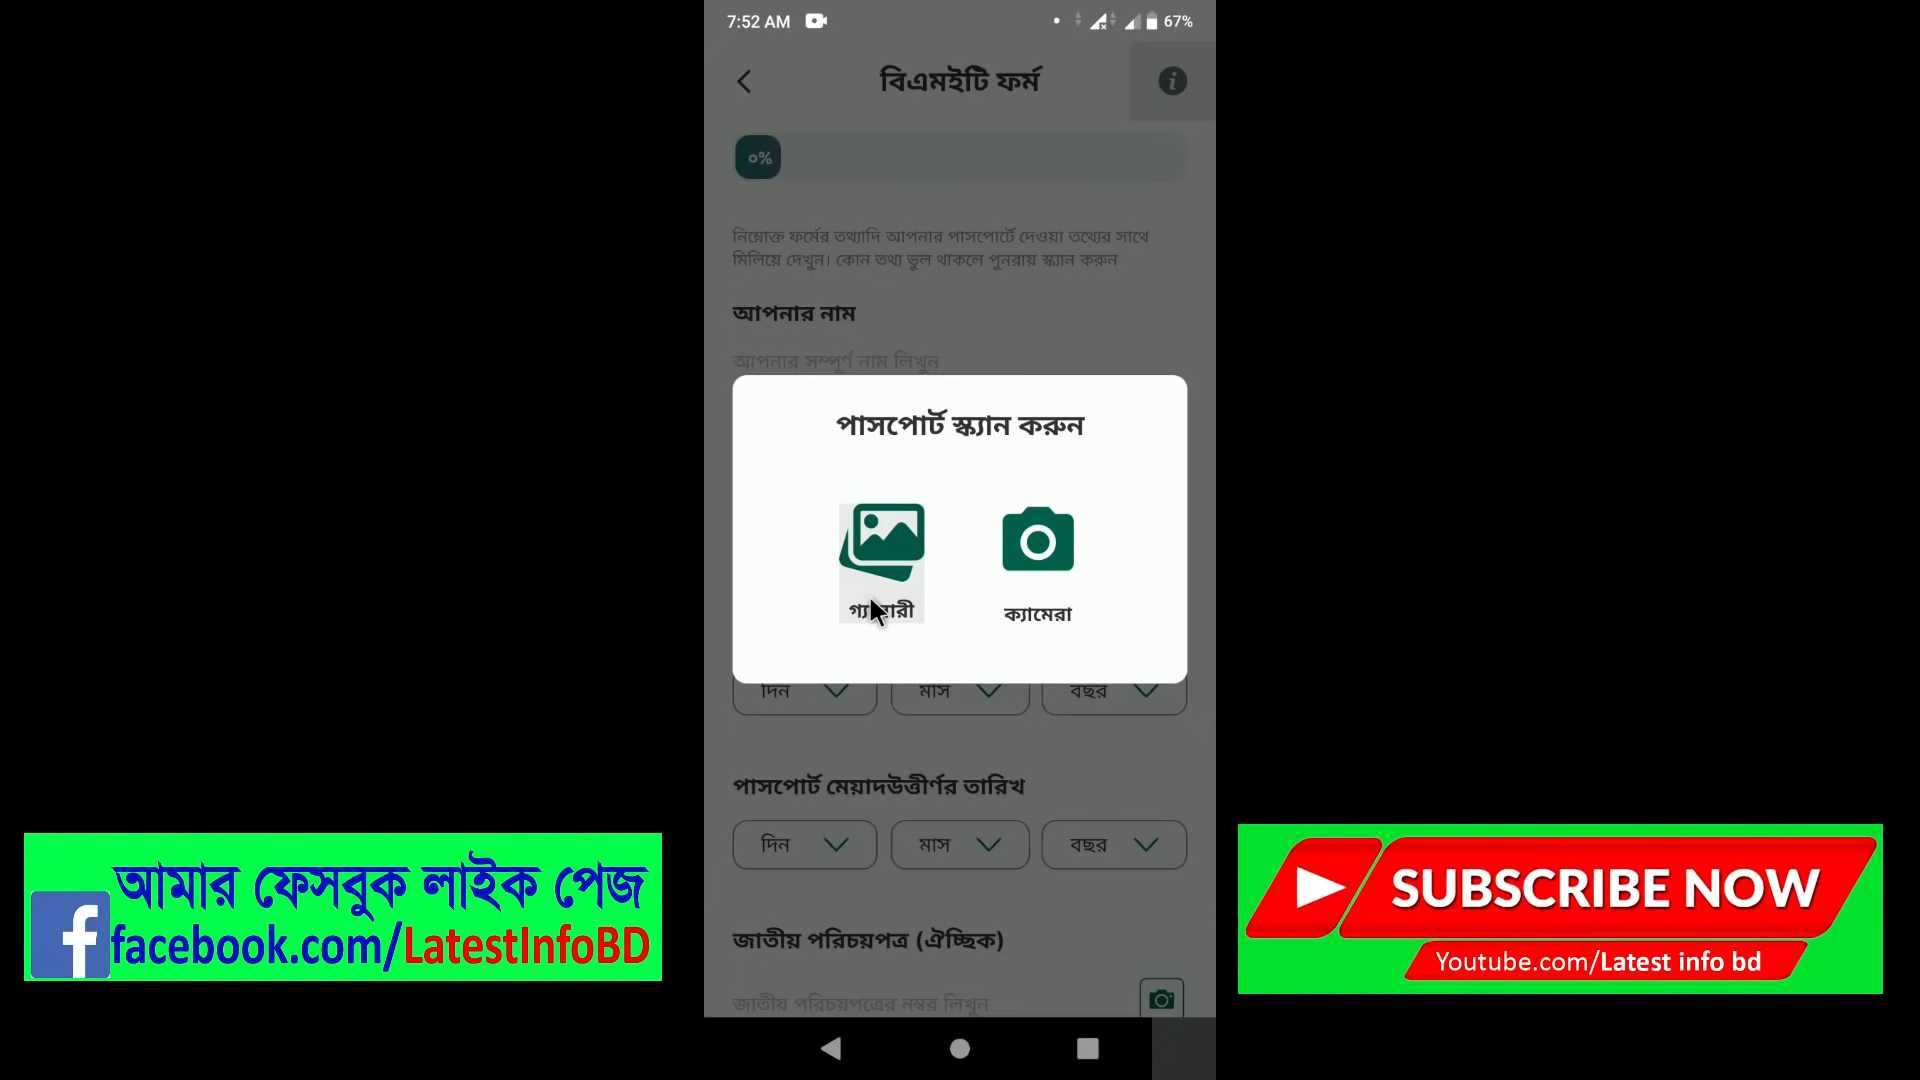 7:52 AM
67%
বিএমইটি ফর্ম
০%
নিম্নোক্ত ফর্মের তথ্যাদি আপনার পাসপোর্টে দেওয়া তথ্যের সাথে
মিলিয়ে দেখুন। কোন তথ্য ভুল থাকলে পুনরায় স্ক্যান করুন
আপনার নাম
আপনার সম্পূর্ণ নাম লিখুন
পাসপোর্ট স্ক্যান করুন
ক্যামেরা
দিন
মাস
বছর
পাসপোর্ট মেয়াদউত্তীর্ণর তারিখ
দিন
মাস
বছর
জাতীয় পরিচয়পত্র (ঐচ্ছিক)
জাতীয় পরিচয়পত্রের নম্বর লিখুন
আমার ফেসবুক লাইক পেজ
facebook.com/LatestInfoBD
SUBSCRIBE NOW
Youtube.com/Latest info bd